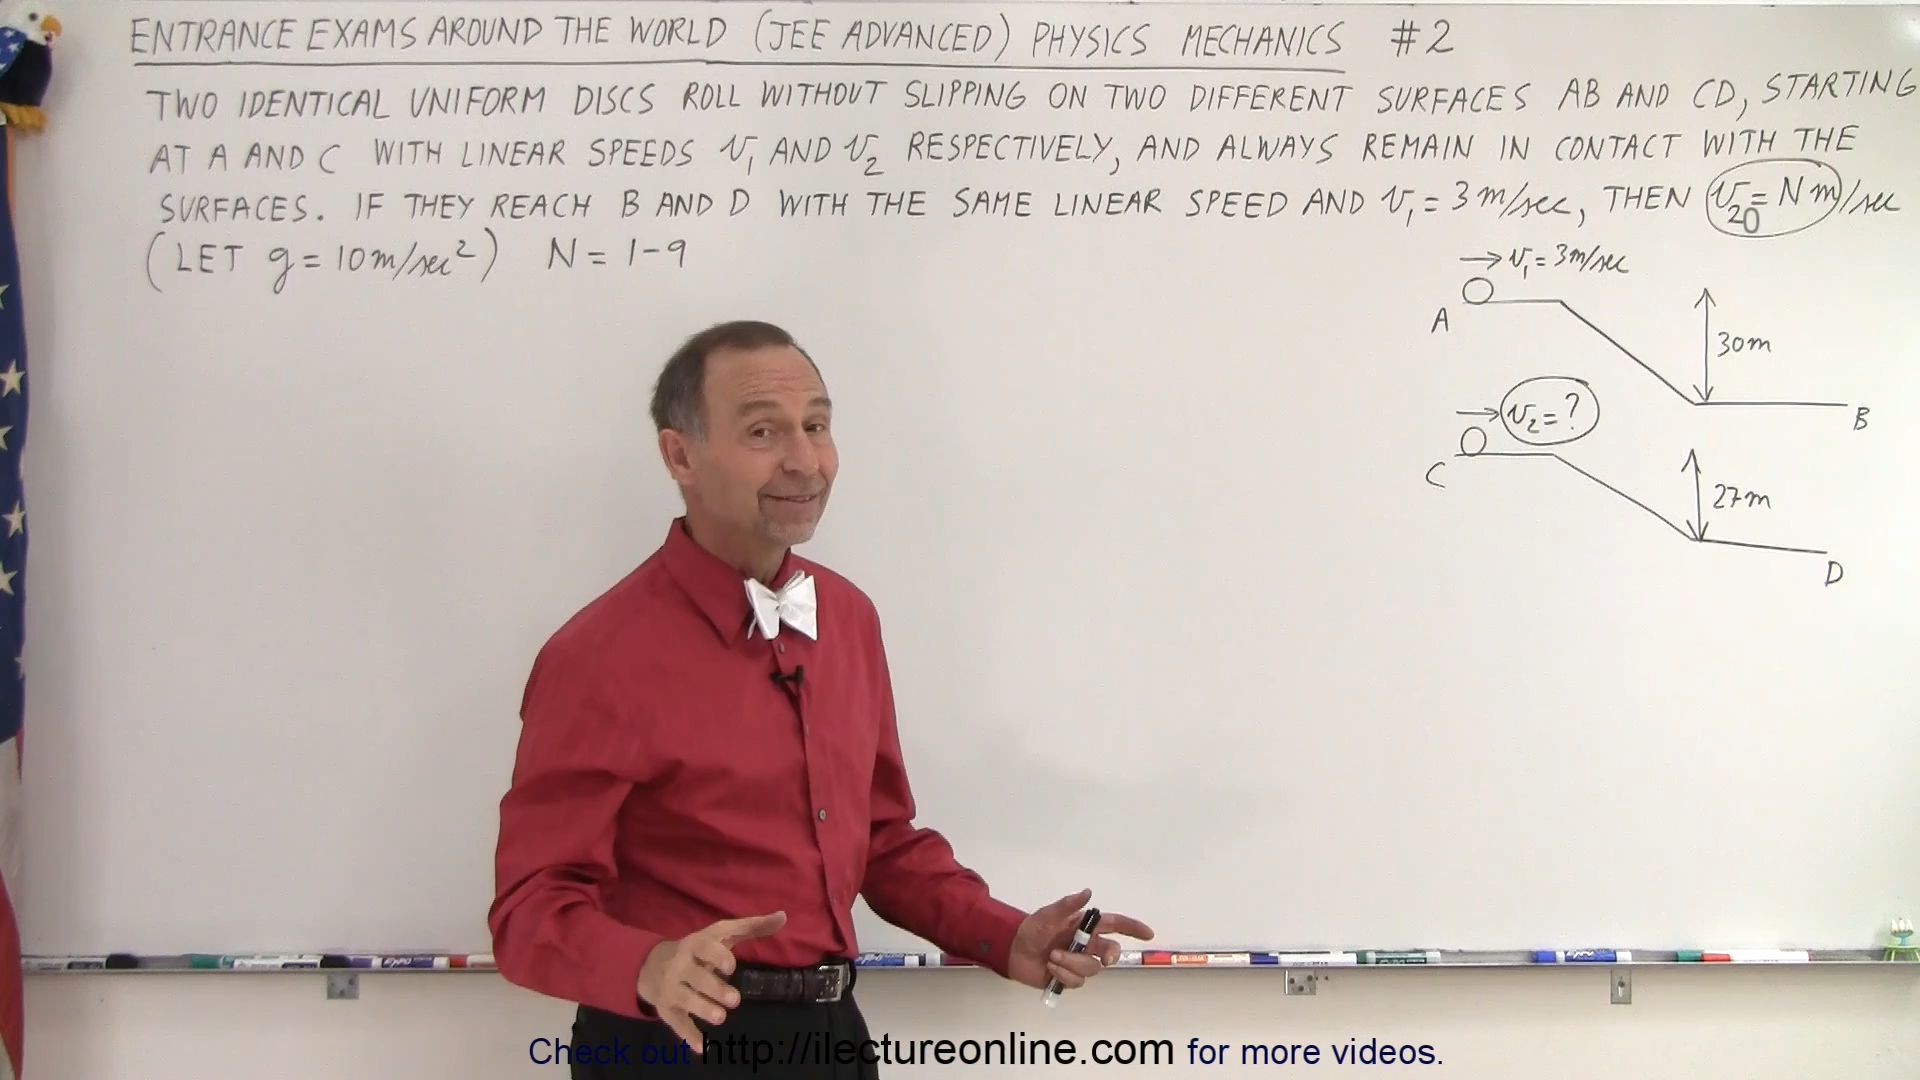 ENTRANCE EXAMS AROUND THE WORLD (JEE ADVANCED) PHYSICS MECHANICS #2
TWO IDENTICAL UNIFORM DISCS ROLL WITHOUT SLIPPING ON TWO DIFFERENT SURFACES AB AND CD, STARTING
AT A AND C WITH LINEAR SPEEDS v₁ AND v₂ RESPECTIVELY, AND ALWAYS REMAIN IN CONTACT WITH THE
SURFACES. IF THEY REACH B AND D WITH THE SAME LINEAR SPEED AND v₁ = 3 m/sec, THEN v₂₀ = N m/sec
(LET g = 10 m/sec²) N = 1-9
v₁ = 3 m/sec
A
30m
B
v₂ = ?
C
27m
D
Check out http://ilectureonline.com for more videos.